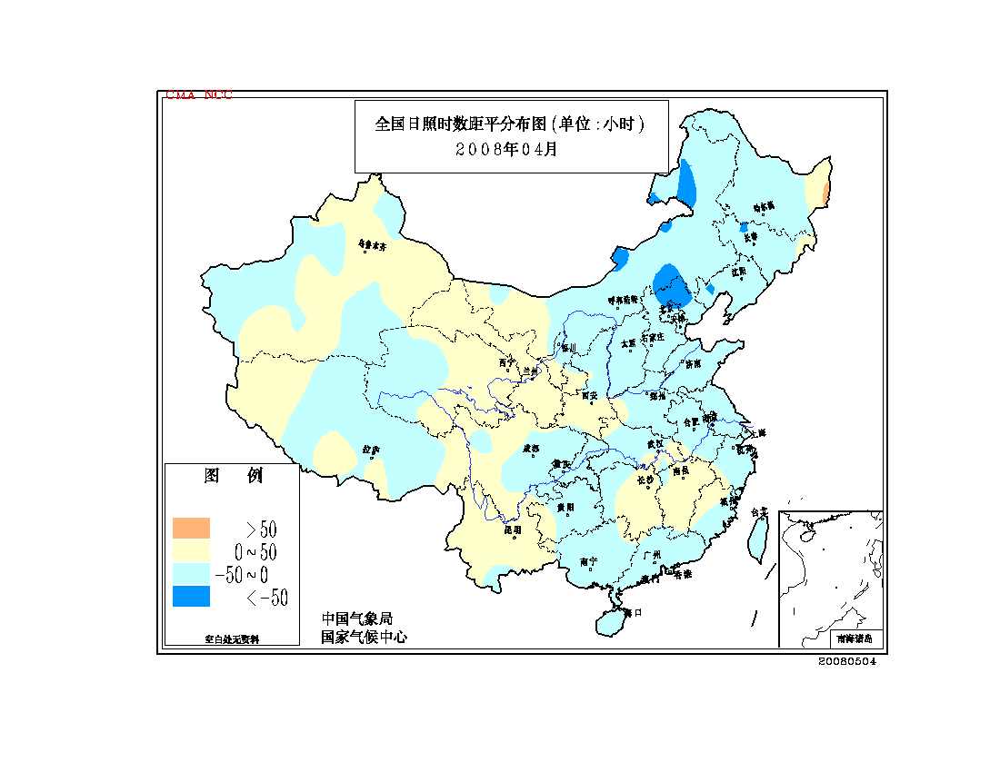 CMA NCC
全国日照时数距平分布图(单位:小时)
2008年04月
哈尔滨
长春
沈阳
乌鲁木齐
呼和浩特
北京
天津
银川
太原
石家庄
济南
西宁
兰州
西安
郑州
合肥
南京
上海
拉萨
成都
武汉
杭州
重庆
长沙
南昌
贵阳
福州
台北
昆明
南宁
广州
澳门
香港
海口
图 例
>50
0~50
-50~0
<-50
空白处无资料
中国气象局
国家气候中心
南海诸岛
20080504